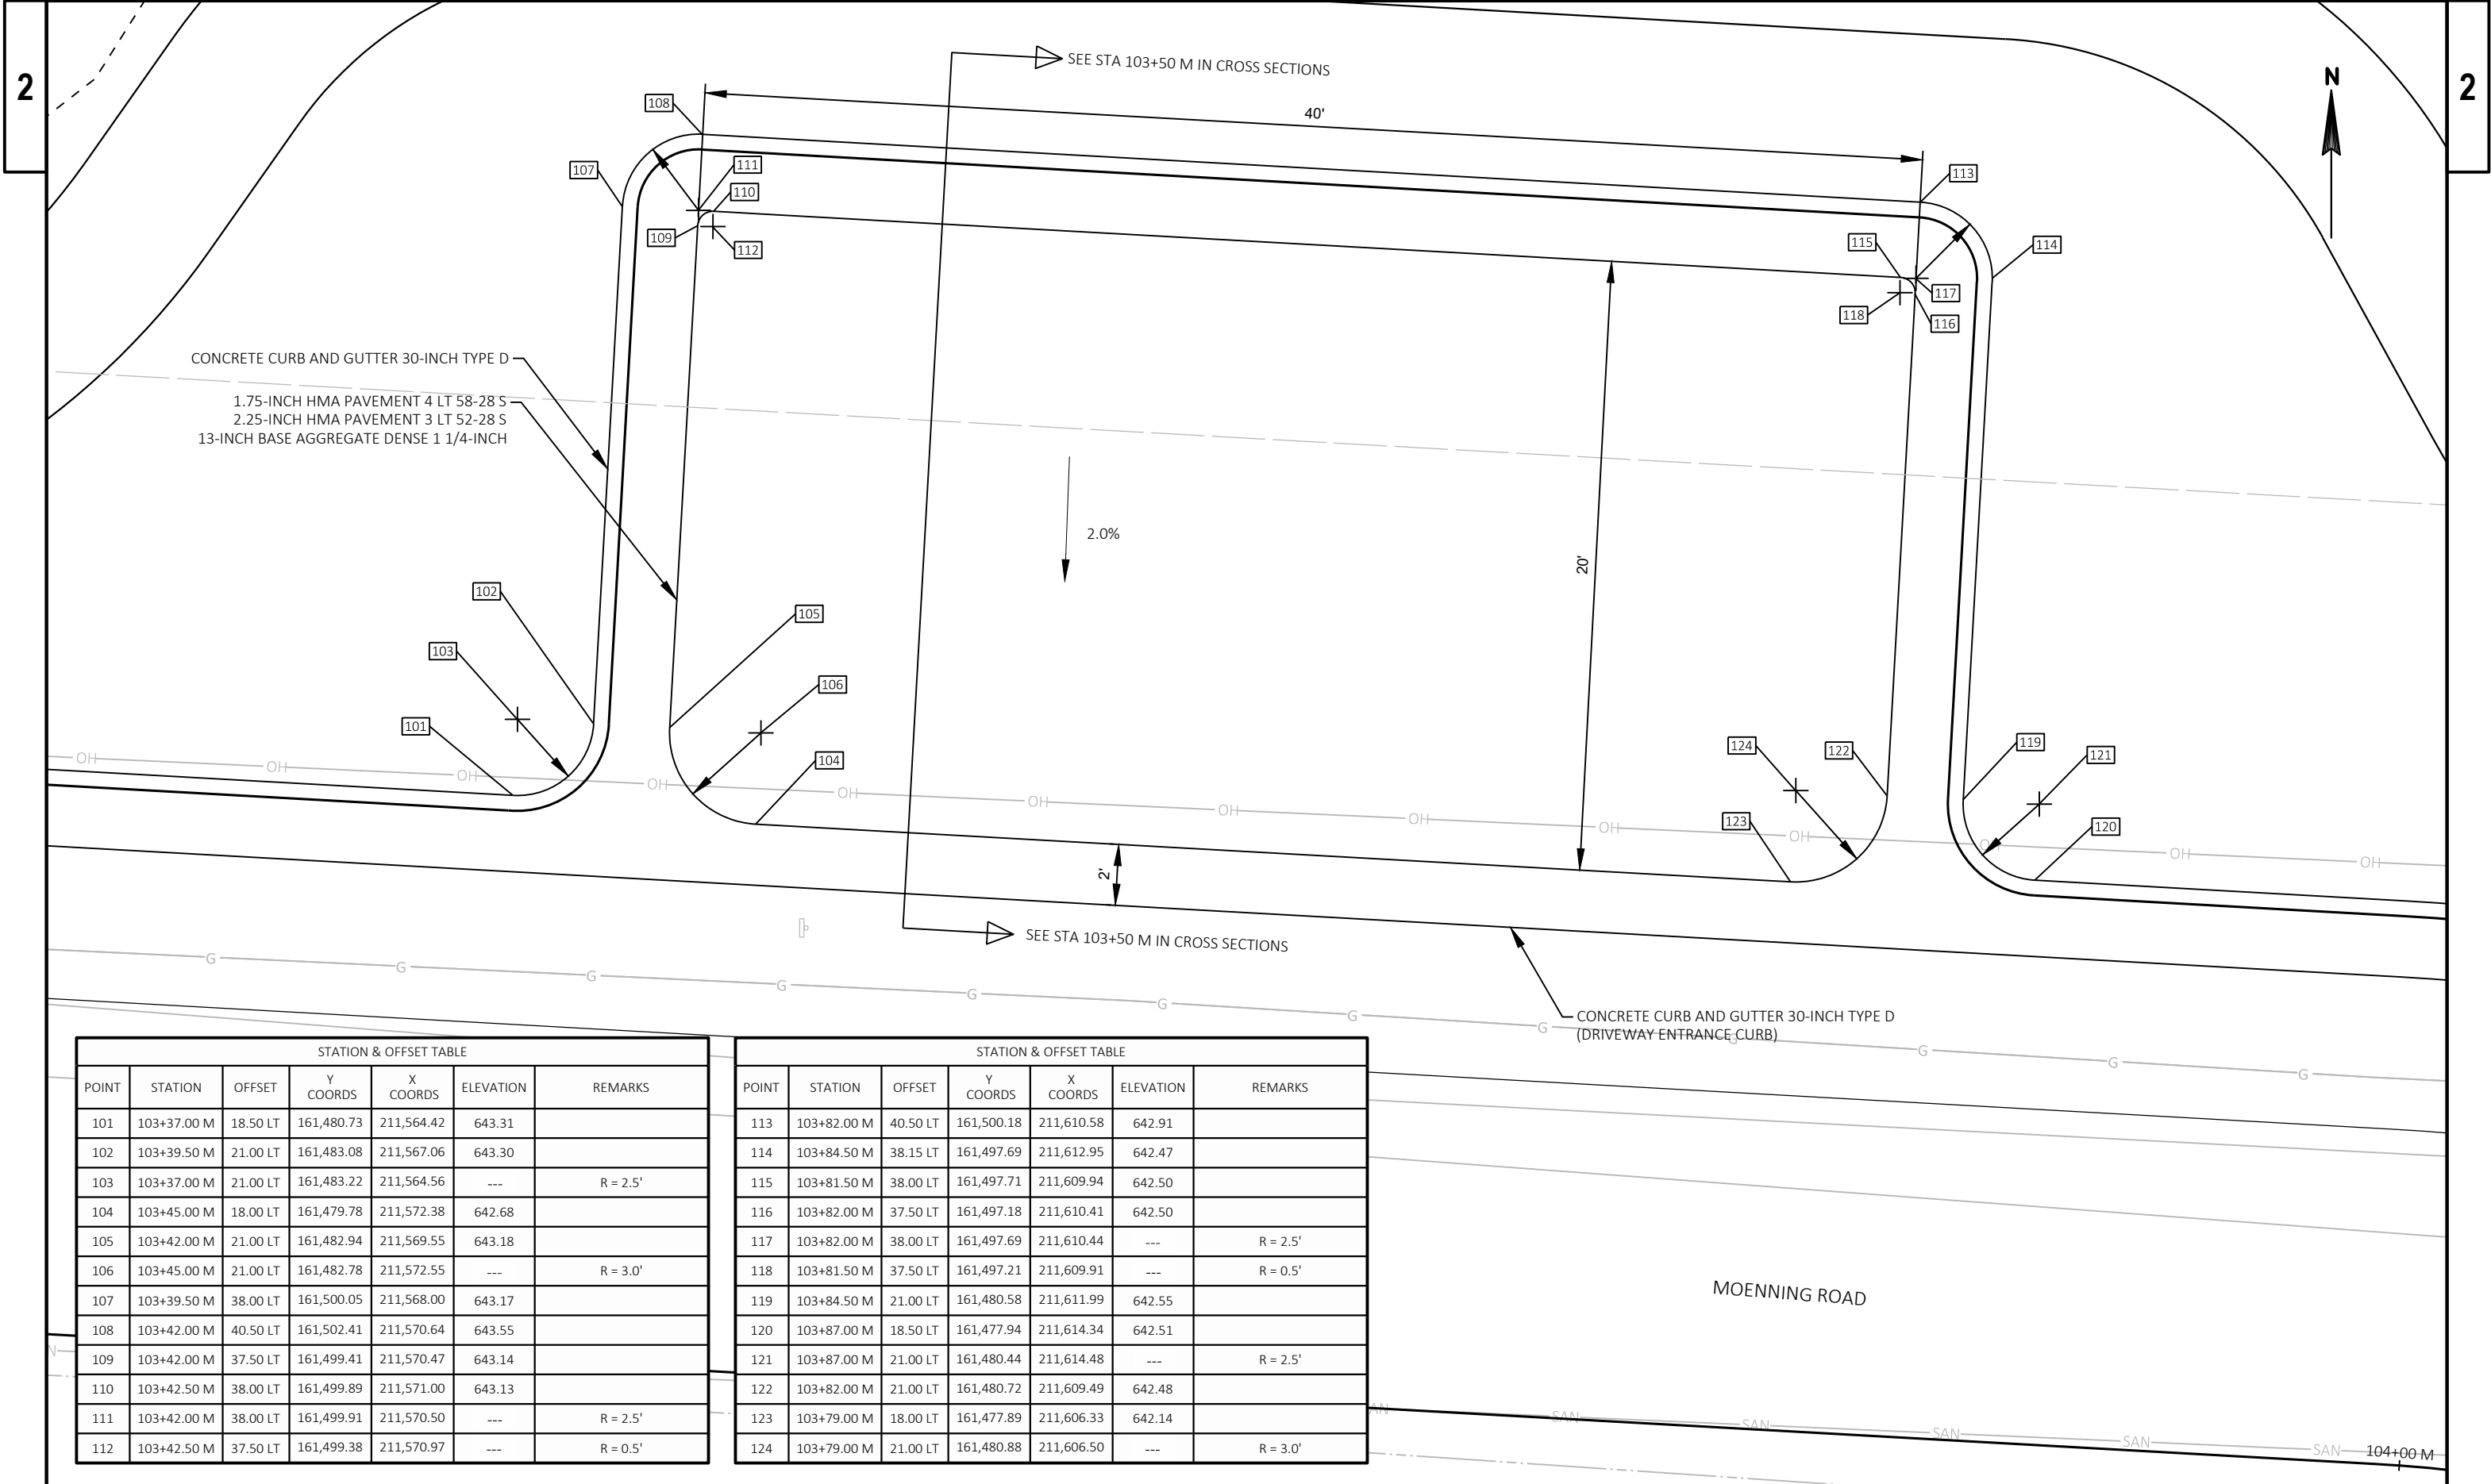 2
2
SEE STA 103+50 M IN CROSS SECTIONS
N
108
40'
107
111
110
113
109
112
115
114
117
118
116
CONCRETE CURB AND GUTTER 30-INCH TYPE D
1.75-INCH HMA PAVEMENT 4 LT 58-28 S
2.25-INCH HMA PAVEMENT 3 LT 52-28 S
13-INCH BASE AGGREGATE DENSE 1 1/4-INCH
2.0%
20'
102
105
103
106
101
104
124
122
119
121
123
120
OH OH OH OH OH OH OH OH OH OH OH OH OH
2'
SEE STA 103+50 M IN CROSS SECTIONS
G G G G G G G G G G G G
CONCRETE CURB AND GUTTER 30-INCH TYPE D
(DRIVEWAY ENTRANCE CURB)
STATION & OFFSET TABLE
POINT STATION OFFSET Y COORDS X COORDS ELEVATION REMARKS
101 103+37.00 M 18.50 LT 161,480.73 211,564.42 643.31
102 103+39.50 M 21.00 LT 161,483.08 211,567.06 643.30
103 103+37.00 M 21.00 LT 161,483.22 211,564.56 --- R = 2.5'
104 103+45.00 M 18.00 LT 161,479.78 211,572.38 642.68
105 103+42.00 M 21.00 LT 161,482.94 211,569.55 643.18
106 103+45.00 M 21.00 LT 161,482.78 211,572.55 --- R = 3.0'
107 103+39.50 M 38.00 LT 161,500.05 211,568.00 643.17
108 103+42.00 M 40.50 LT 161,502.41 211,570.64 643.55
109 103+42.00 M 37.50 LT 161,499.41 211,570.47 643.14
110 103+42.50 M 38.00 LT 161,499.89 211,571.00 643.13
111 103+42.00 M 38.00 LT 161,499.91 211,570.50 --- R = 2.5'
112 103+42.50 M 37.50 LT 161,499.38 211,570.97 --- R = 0.5'
STATION & OFFSET TABLE
POINT STATION OFFSET Y COORDS X COORDS ELEVATION REMARKS
113 103+82.00 M 40.50 LT 161,500.18 211,610.58 642.91
114 103+84.50 M 38.15 LT 161,497.69 211,612.95 642.47
115 103+81.50 M 38.00 LT 161,497.71 211,609.94 642.50
116 103+82.00 M 37.50 LT 161,497.18 211,610.41 642.50
117 103+82.00 M 38.00 LT 161,497.69 211,610.44 --- R = 2.5'
118 103+81.50 M 37.50 LT 161,497.21 211,609.91 --- R = 0.5'
119 103+84.50 M 21.00 LT 161,480.58 211,611.99 642.55
120 103+87.00 M 18.50 LT 161,477.94 211,614.34 642.51
121 103+87.00 M 21.00 LT 161,480.44 211,614.48 --- R = 2.5'
122 103+82.00 M 21.00 LT 161,480.72 211,609.49 642.48
123 103+79.00 M 18.00 LT 161,477.89 211,606.33 642.14
124 103+79.00 M 21.00 LT 161,480.88 211,606.50 --- R = 3.0'
MOENNING ROAD
SAN SAN SAN SAN SAN
104+00 M